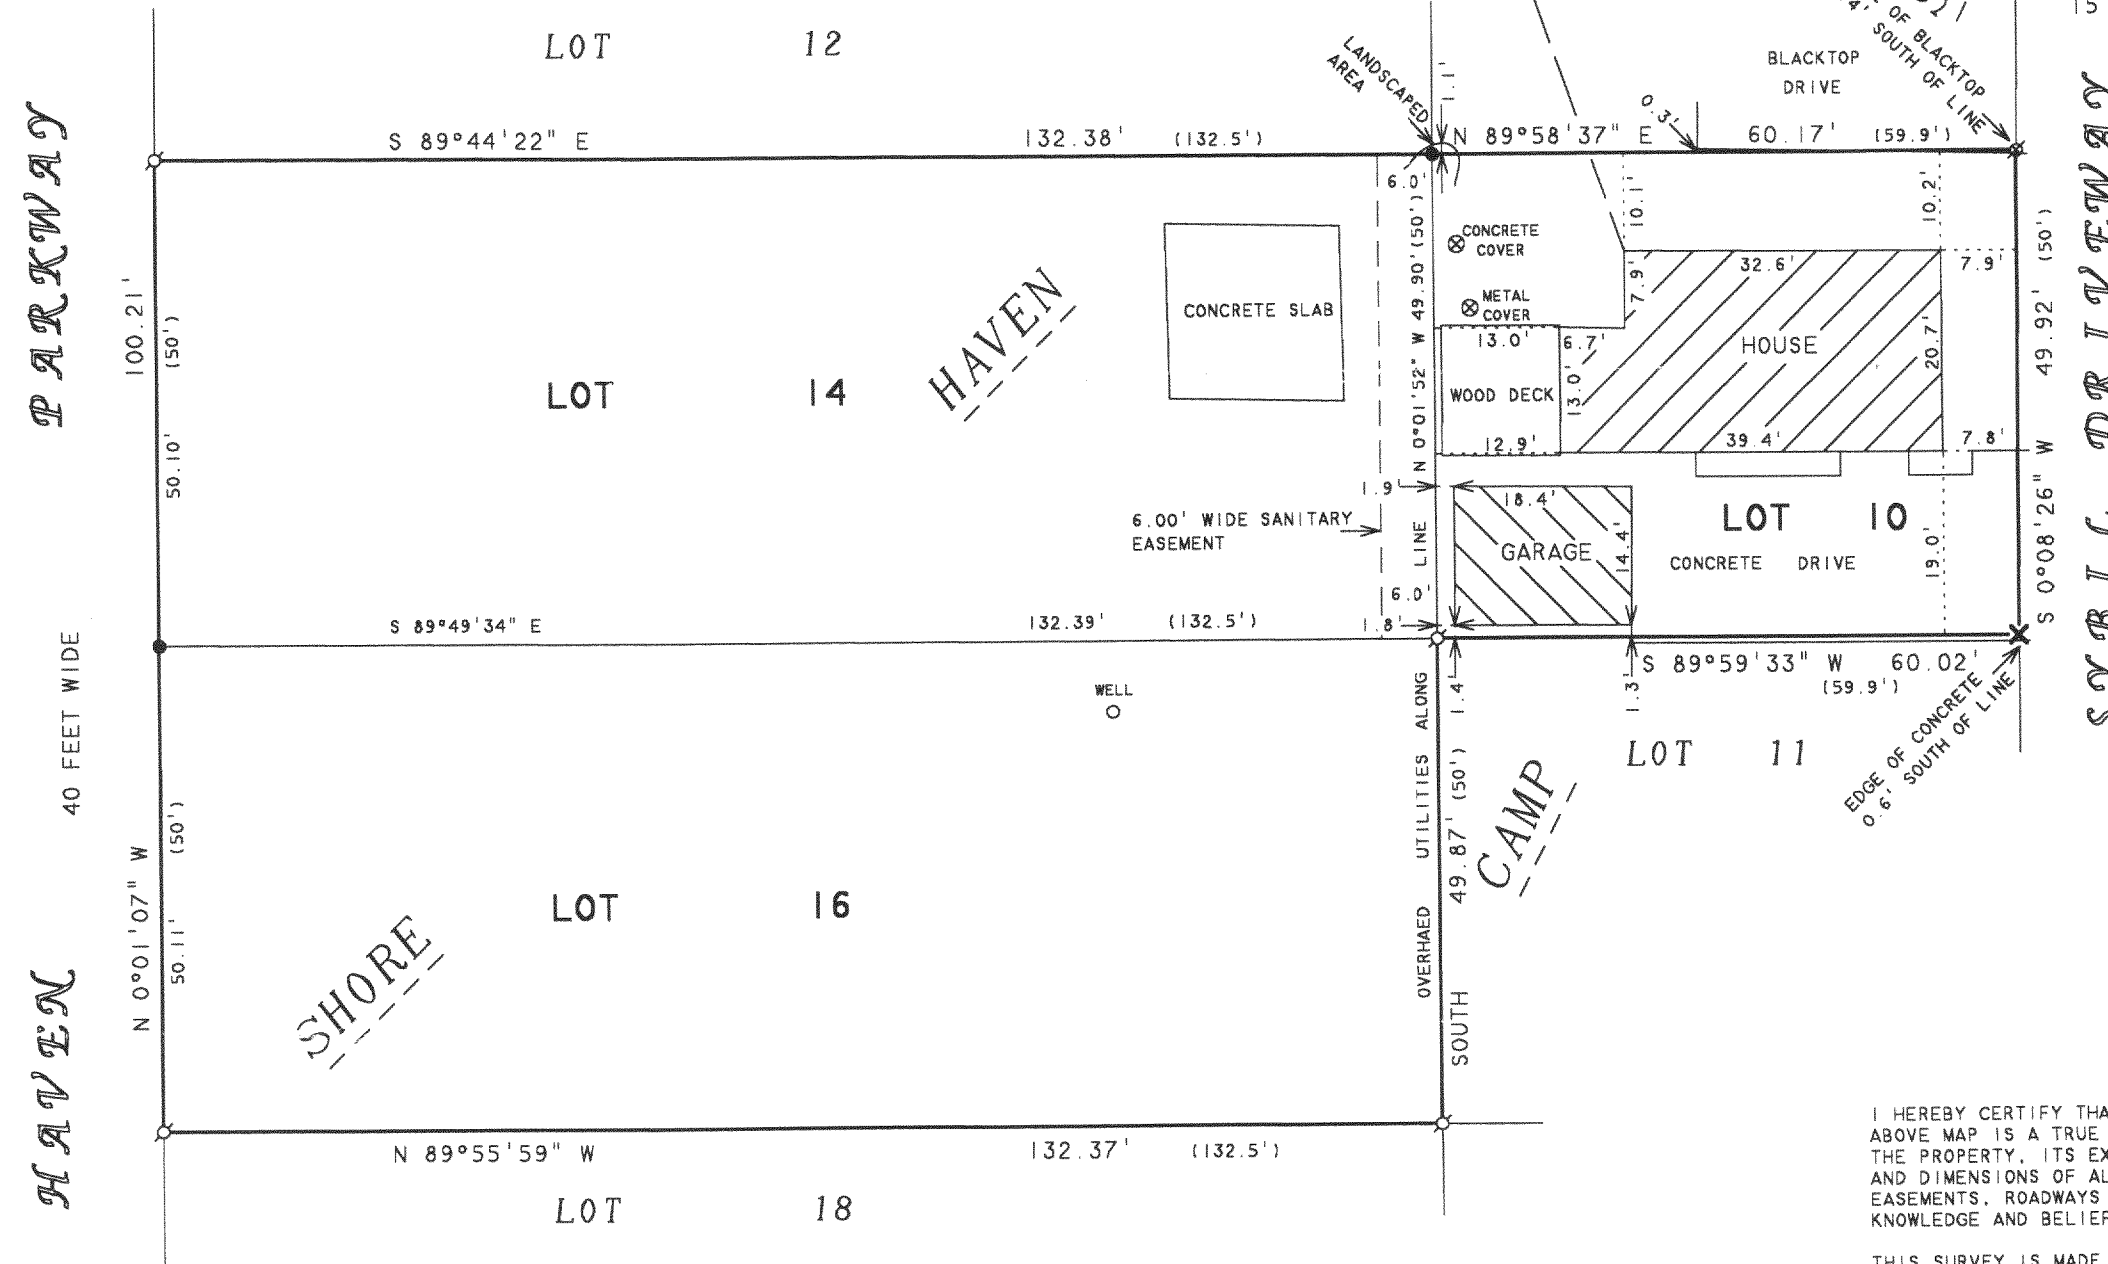 LOT 12
LANDSCAPED
AREA
1.1'
BLACKTOP
DRIVE
OF BLACKTOP
SOUTH OF LINE
15
0.3'
S 89°44'22" E 132.38' (132.5')
N 89°58'37" E 60.17' (59.9')
PARKWAY
100.21'
(50')
50.10'
LOT 14
HAVEN
CONCRETE SLAB
6.0'
N 0°01'52" W 49.90' (50')
CONCRETE
COVER
METAL
COVER
10.1'
10.2'
7.9'
32.6'
7.9'
13.0'
6.7'
HOUSE
20.7'
WOOD DECK
13.0'
12.9'
39.4'
7.8'
S 0°08'26" W 49.92' (50')
SYBIL DRIVEWAY
1.9'
18.4'
6.00' WIDE SANITARY
EASEMENT
GARAGE
14.4'
LOT 10
CONCRETE DRIVE
19.0'
6.0'
1.8'
S 89°49'34" E 132.39' (132.5')
S 89°59'33" W 60.02'
(59.9')
1.4'
1.3'
EDGE OF CONCRETE
0.6' SOUTH OF LINE
LOT 11
40 FEET WIDE
WELL
OVERHAED UTILITIES ALONG LINE
SOUTH 49.87' (50')
CAMP
N 0°01'07" W
50.11' (50')
LOT 16
SHORE
HAVEN
N 89°55'59" W 132.37' (132.5')
LOT 18
I HEREBY CERTIFY THA
ABOVE MAP IS A TRUE
THE PROPERTY, ITS EX
AND DIMENSIONS OF AL
EASEMENTS, ROADWAYS
KNOWLEDGE AND BELIEF
THIS SURVEY IS MADE